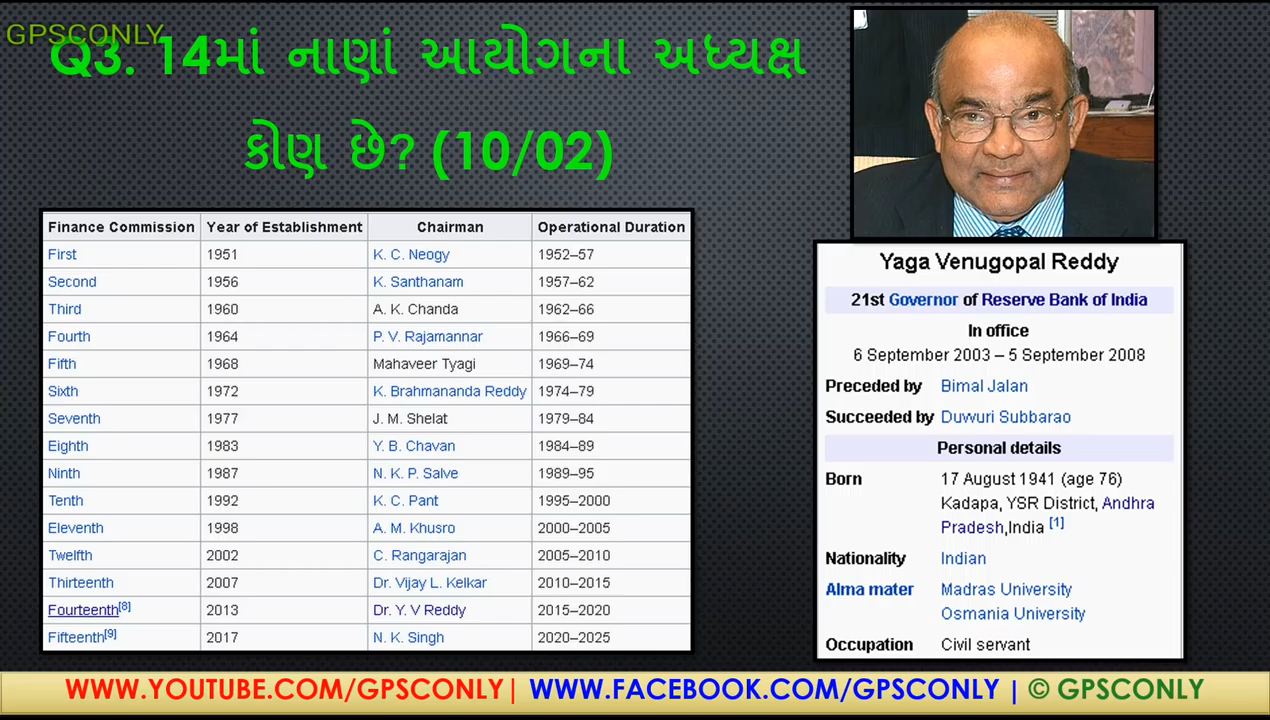 GPSCONLY
Q3. 14માં નાણાં આયોગના અધ્યક્ષ
કોણ છે? (10/02)
Finance Commission Year of Establishment Chairman Operational Duration
First 1951 K. C. Neogy 1952–57
Second 1956 K. Santhanam 1957–62
Third 1960 A. K. Chanda 1962–66
Fourth 1964 P. V. Rajamannar 1966–69
Fifth 1968 Mahaveer Tyagi 1969–74
Sixth 1972 K. Brahmananda Reddy 1974–79
Seventh 1977 J. M. Shelat 1979–84
Eighth 1983 Y. B. Chavan 1984–89
Ninth 1987 N. K. P. Salve 1989–95
Tenth 1992 K. C. Pant 1995–2000
Eleventh 1998 A. M. Khusro 2000–2005
Twelfth 2002 C. Rangarajan 2005–2010
Thirteenth 2007 Dr. Vijay L. Kelkar 2010–2015
Fourteenth[8] 2013 Dr. Y. V Reddy 2015–2020
Fifteenth[9] 2017 N. K. Singh 2020–2025
Yaga Venugopal Reddy
21st Governor of Reserve Bank of India
In office
6 September 2003 – 5 September 2008
Preceded by Bimal Jalan
Succeeded by Duvvuri Subbarao
Personal details
Born 17 August 1941 (age 76)
Kadapa, YSR District, Andhra
Pradesh,India [1]
Nationality Indian
Alma mater Madras University
Osmania University
Occupation Civil servant
WWW.YOUTUBE.COM/GPSCONLY | WWW.FACEBOOK.COM/GPSCONLY | © GPSCONLY